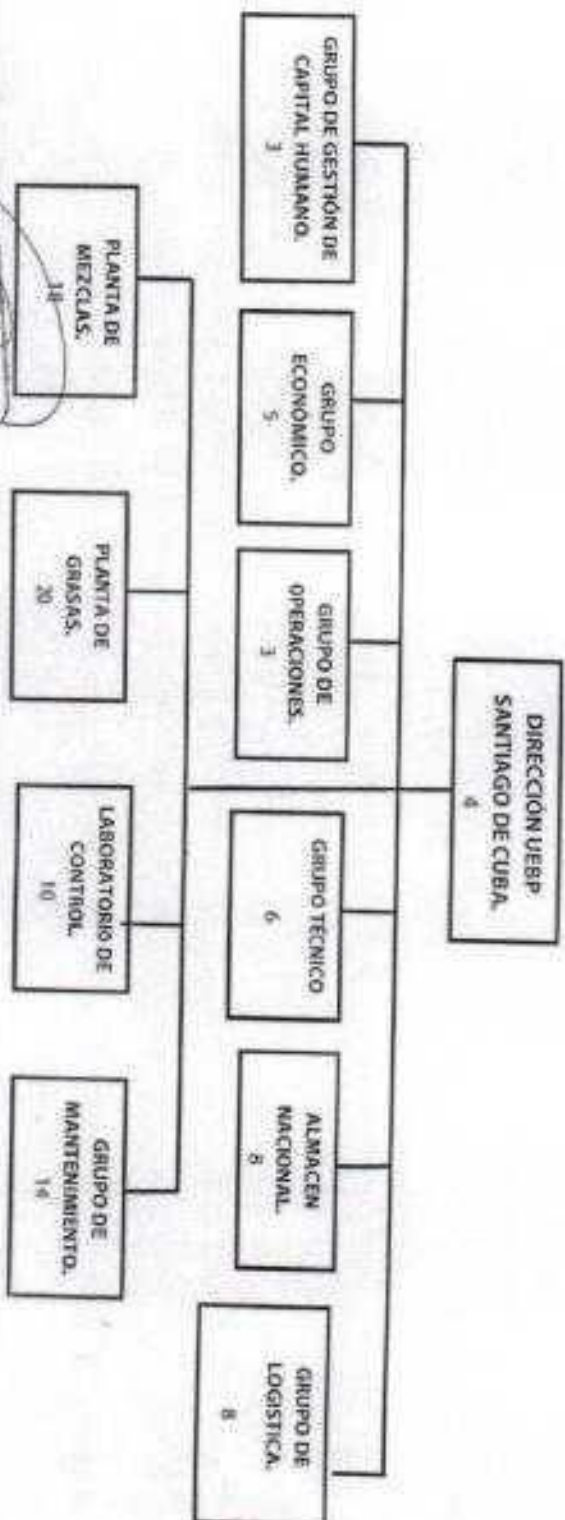 DIRECCIÓN UEBP
SANTIAGO DE CUBA.
4
GRUPO DE GESTIÓN DE
CAPITAL HUMANO.
3
GRUPO
ECONÓMICO.
5
GRUPO DE
OPERACIONES.
3
GRUPO TÉCNICO
6
ALMACEN
NACIONAL.
8
GRUPO DE
LOGISTICA.
8
PLANTA DE
MEZCLAS.
18
PLANTA DE
GRASAS.
20
LABORATORIO DE
CONTROL.
10
GRUPO DE
MANTENIMIENTO.
14